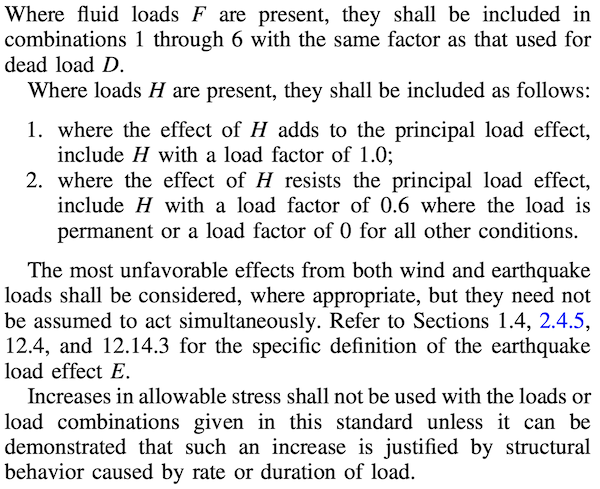 Where fluid loads F are present, they shall be included in
combinations 1 through 6 with the same factor as that used for
dead load D.
Where loads H are present, they shall be included as follows:
1. where the effect of H adds to the principal load effect,
include H with a load factor of 1.0;
2. where the effect of H resists the principal load effect,
include H with a load factor of 0.6 where the load is
permanent or a load factor of 0 for all other conditions.
The most unfavorable effects from both wind and earthquake
loads shall be considered, where appropriate, but they need not
be assumed to act simultaneously. Refer to Sections 1.4, 2.4.5,
12.4, and 12.14.3 for the specific definition of the earthquake
load effect E.
Increases in allowable stress shall not be used with the loads or
load combinations given in this standard unless it can be
demonstrated that such an increase is justified by structural
behavior caused by rate or duration of load.